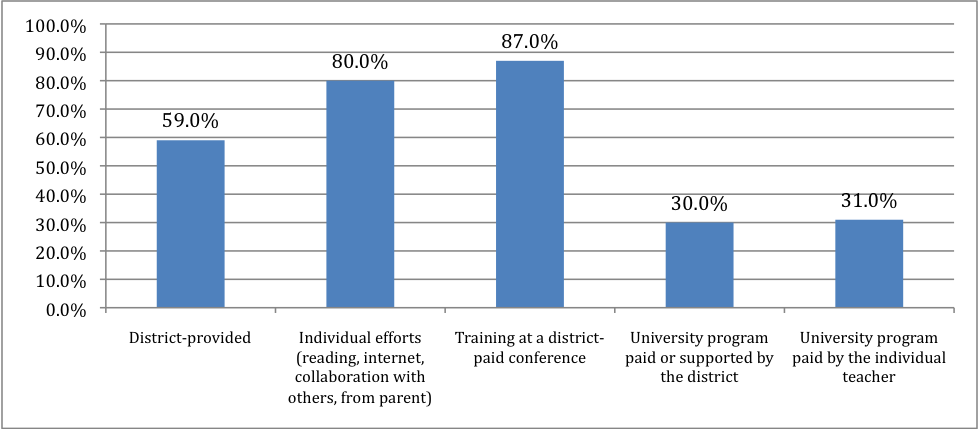 100.0%
90.0%
80.0%
70.0%
60.0%
50.0%
40.0%
30.0%
20.0%
10.0%
0.0%
59.0%
80.0%
87.0%
30.0%
31.0%
District-provided
Individual efforts
(reading, internet,
collaboration with
others, from parent)
Training at a district-
paid conference
University program
paid or supported by
the district
University program
paid by the individual
teacher